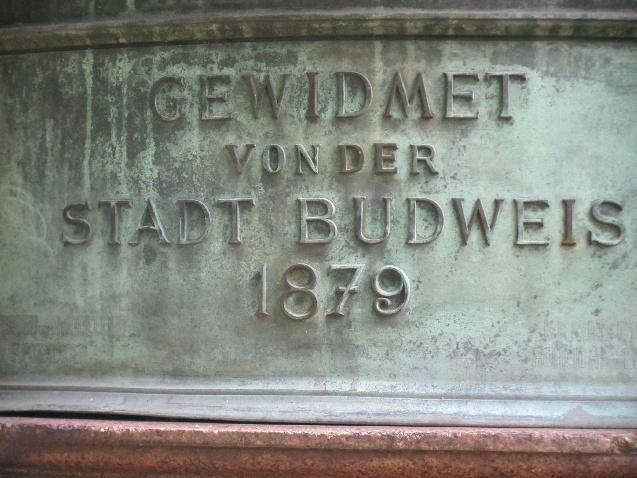 GEWIDMET
VON DER
STADT BUDWEIS
1879